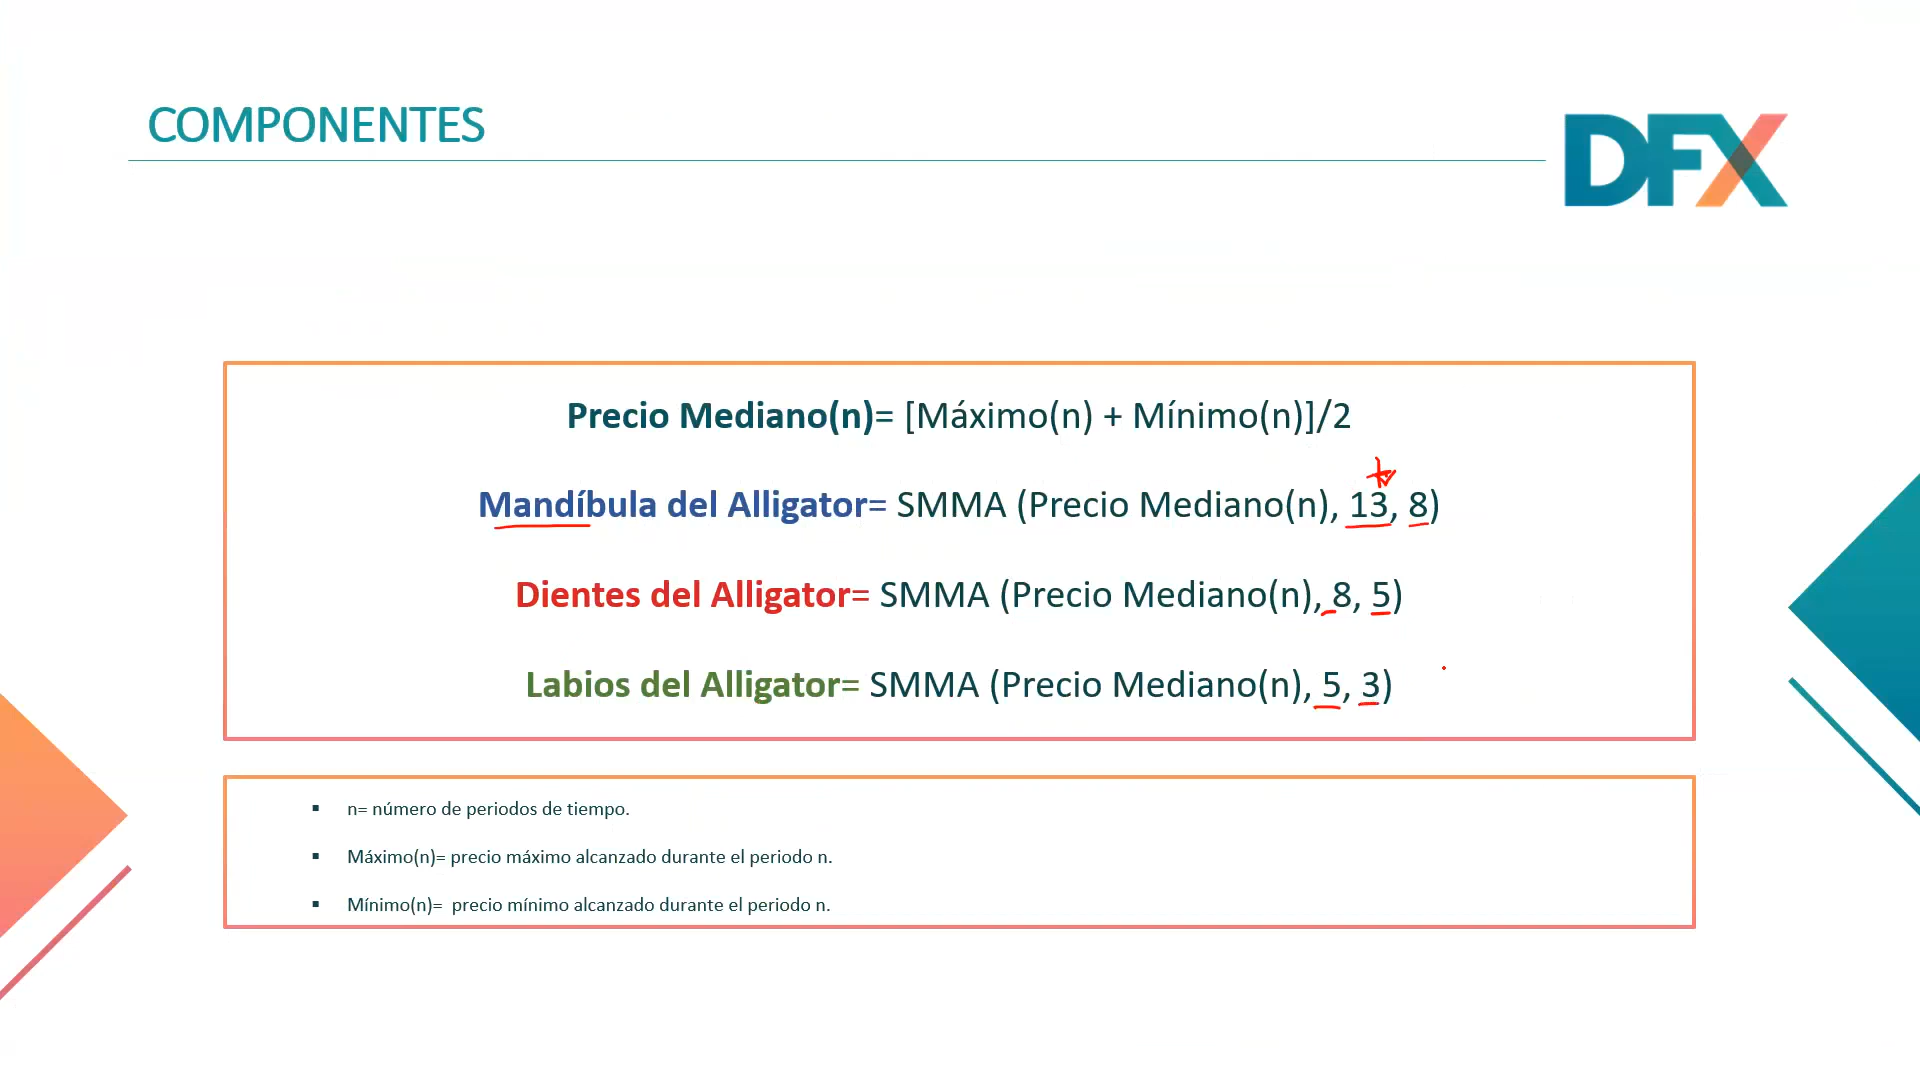 COMPONENTES
DFX
Precio Mediano(n)= [Máximo(n) + Mínimo(n)]/2
Mandíbula del Alligator= SMMA (Precio Mediano(n), 13, 8)
Dientes del Alligator= SMMA (Precio Mediano(n), 8, 5)
Labios del Alligator= SMMA (Precio Mediano(n), 5, 3)
▪ n= número de periodos de tiempo.
▪ Máximo(n)= precio máximo alcanzado durante el periodo n.
▪ Mínimo(n)= precio mínimo alcanzado durante el periodo n.